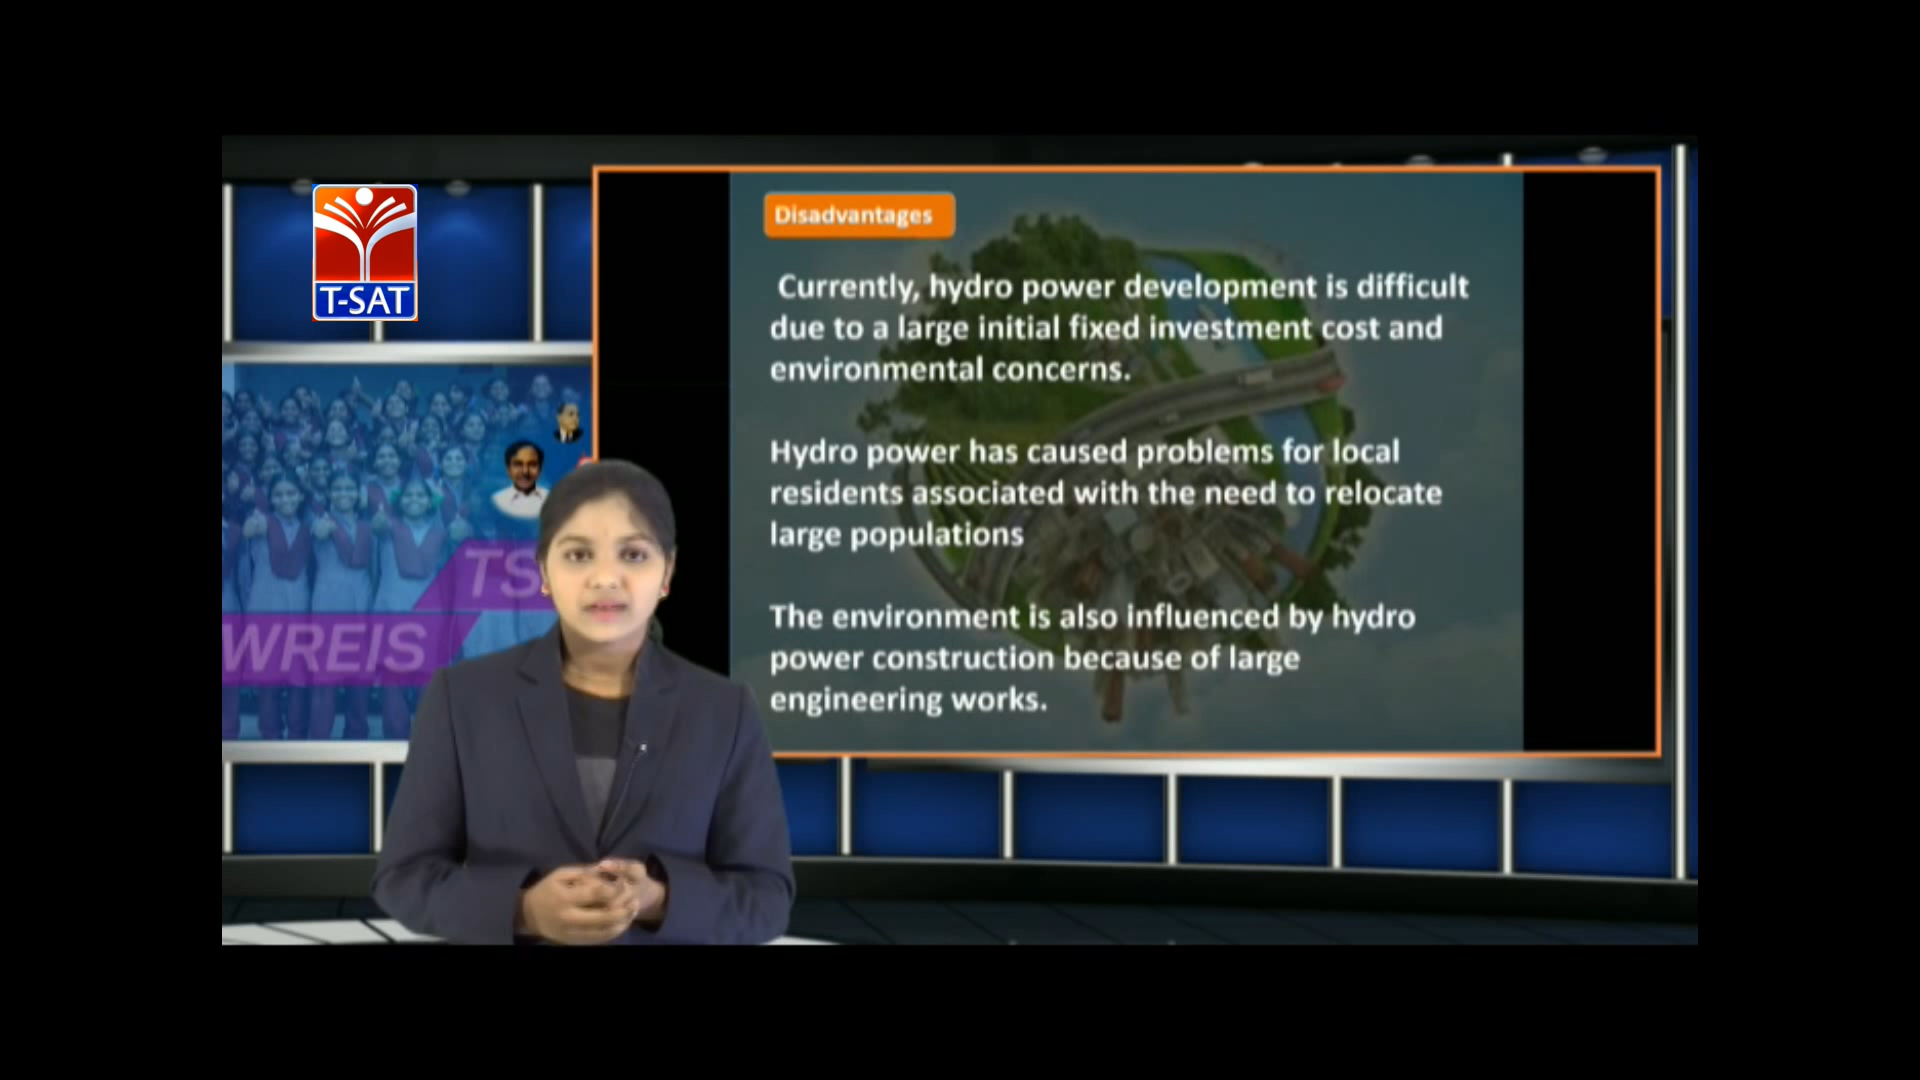 T-SAT
TS
WREIS
Disadvantages
Currently, hydro power development is difficult
due to a large initial fixed investment cost and
environmental concerns.
Hydro power has caused problems for local
residents associated with the need to relocate
large populations
The environment is also influenced by hydro
power construction because of large
engineering works.